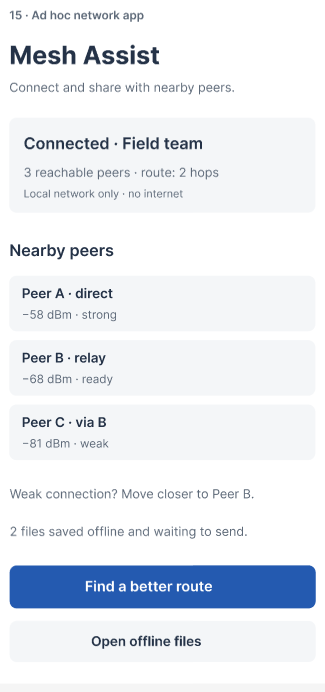 15 · Ad hoc network app
Mesh Assist
Connect and share with nearby peers.
Connected · Field team
3 reachable peers · route: 2 hops
Local network only · no internet
Nearby peers
Peer A · direct
−58 dBm · strong
Peer B · relay
−68 dBm · ready
Peer C · via B
−81 dBm · weak
Weak connection? Move closer to Peer B.
2 files saved offline and waiting to send.
Find a better route
Open offline files